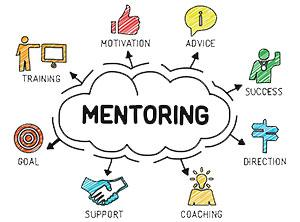 MOTIVATION
ADVICE
TRAINING
SUCCESS
MENTORING
GOAL
DIRECTION
SUPPORT
COACHING